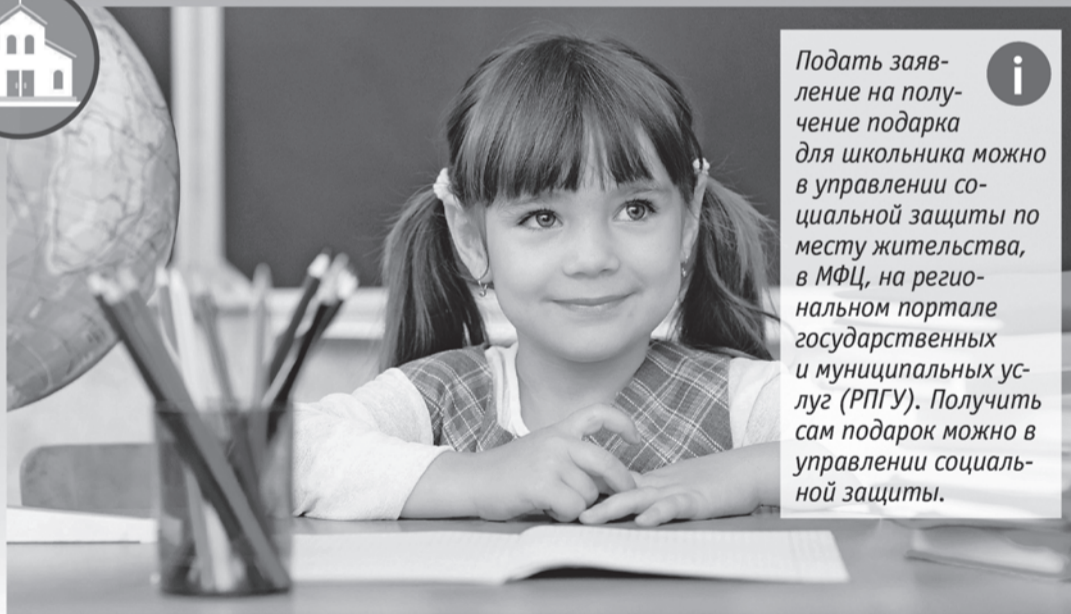 Подать заяв-
ление на полу-
чение подарка
для школьника можно
в управлении со-
циальной защиты по
месту жительства,
в МФЦ, на регио-
нальном портале
государственных
и муниципальных ус-
луг (РПГУ). Получить
сам подарок можно в
управлении социаль-
ной защиты.
i